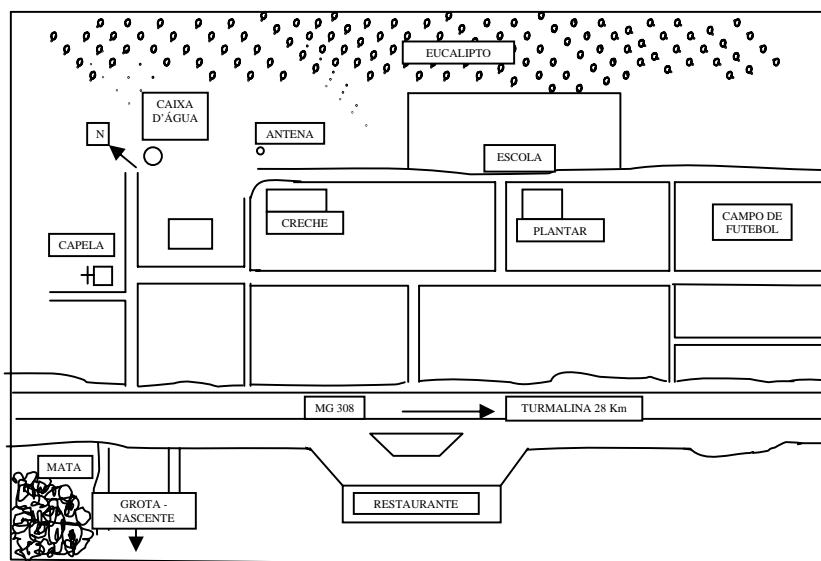 EUCALIPTO
CAIXA
D'ÁGUA
N
ANTENA
ESCOLA
CRECHE
PLANTAR
CAMPO DE
FUTEBOL
CAPELA
MG 308
TURMALINA 28 Km
MATA
GROTA -
NASCENTE
RESTAURANTE